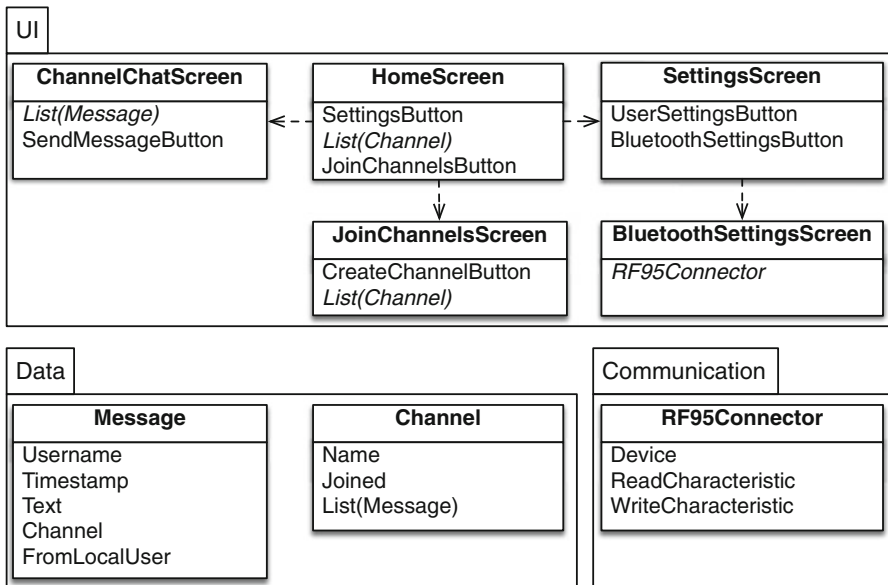 UI
ChannelChatScreen
List(Message)
SendMessageButton
HomeScreen
SettingsButton
List(Channel)
JoinChannelsButton
SettingsScreen
UserSettingsButton
BluetoothSettingsButton
JoinChannelsScreen
CreateChannelButton
List(Channel)
BluetoothSettingsScreen
RF95Connector
Data
Message
Username
Timestamp
Text
Channel
FromLocalUser
Channel
Name
Joined
List(Message)
Communication
RF95Connector
Device
ReadCharacteristic
WriteCharacteristic